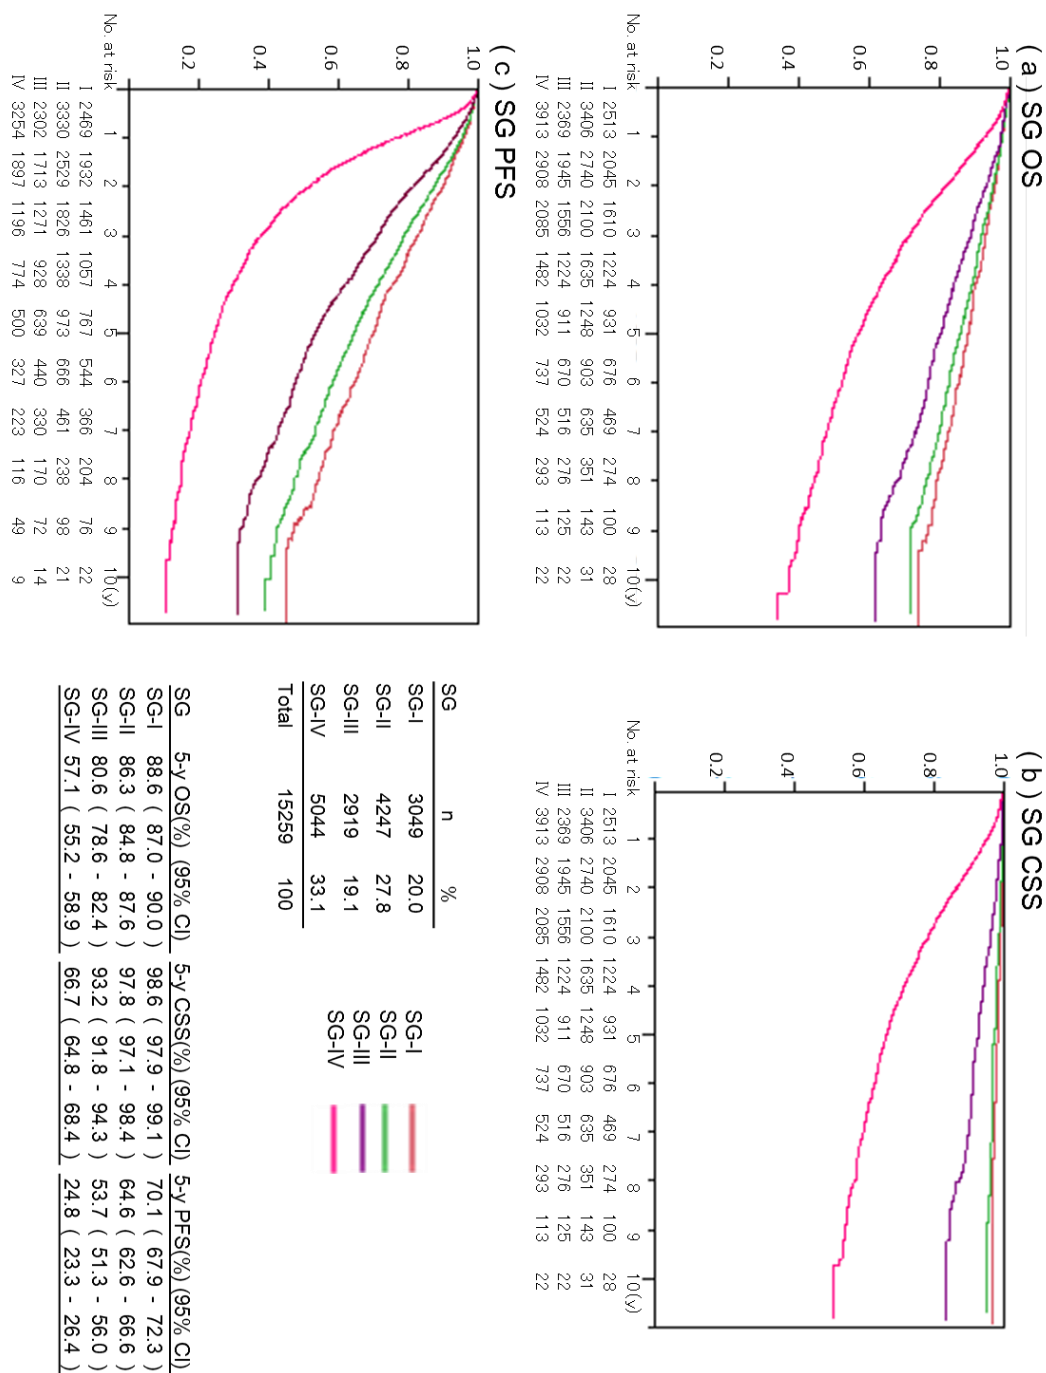 ( a ) SG OS
1.0
0.8
0.6
0.4
0.2
No. at risk 1 2 3 4 5 6 7 8 9 10(y)
I 2513 2045 1610 1224 931 676 469 274 100 28
II 3406 2740 2100 1635 1248 903 635 351 143 31
III 2369 1945 1556 1224 911 670 516 276 125 22
IV 3913 2908 2085 1482 1032 737 524 293 113 22
( b ) SG CSS
1.0
0.8
0.6
0.4
0.2
No. at risk 1 2 3 4 5 6 7 8 9 10(y)
I 2513 2045 1610 1224 931 676 469 274 100 28
II 3406 2740 2100 1635 1248 903 635 351 143 31
III 2369 1945 1556 1224 911 670 516 276 125 22
IV 3913 2908 2085 1482 1032 737 524 293 113 22
( c ) SG PFS
1.0
0.8
0.6
0.4
0.2
No. at risk 1 2 3 4 5 6 7 8 9 10(y)
I 2469 1932 1461 1057 767 544 366 204 76 22
II 3330 2529 1826 1338 973 666 461 238 98 21
III 2302 1713 1271 928 639 440 330 170 72 14
IV 3254 1897 1196 774 500 327 223 116 49 9
SG n %
SG-I 3049 20.0
SG-II 4247 27.8
SG-III 2919 19.1
SG-IV 5044 33.1
Total 15259 100
SG-I
SG-II
SG-III
SG-IV
SG 5-y OS(%) (95% CI) 5-y CSS(%) (95% CI) 5-y PFS(%) (95% CI)
SG-I 88.6 ( 87.0 - 90.0 ) 98.6 ( 97.9 - 99.1 ) 70.1 ( 67.9 - 72.3 )
SG-II 86.3 ( 84.8 - 87.6 ) 97.8 ( 97.1 - 98.4 ) 64.6 ( 62.6 - 66.6 )
SG-III 80.6 ( 78.6 - 82.4 ) 93.2 ( 91.8 - 94.3 ) 53.7 ( 51.3 - 56.0 )
SG-IV 57.1 ( 55.2 - 58.9 ) 66.7 ( 64.8 - 68.4 ) 24.8 ( 23.3 - 26.4 )